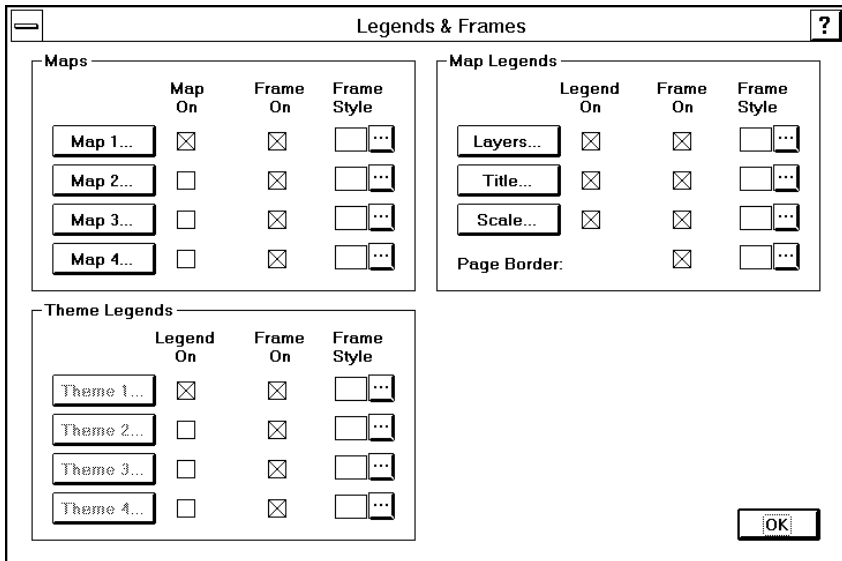 Legends & Frames ?
Maps
Map On Frame On Frame Style
Map 1... ...
Map 2... ...
Map 3... ...
Map 4... ...
Map Legends
Legend On Frame On Frame Style
Layers... ...
Title... ...
Scale... ...
Page Border: ...
Theme Legends
Legend On Frame On Frame Style
Theme 1... ...
Theme 2... ...
Theme 3... ...
Theme 4... ...
OK